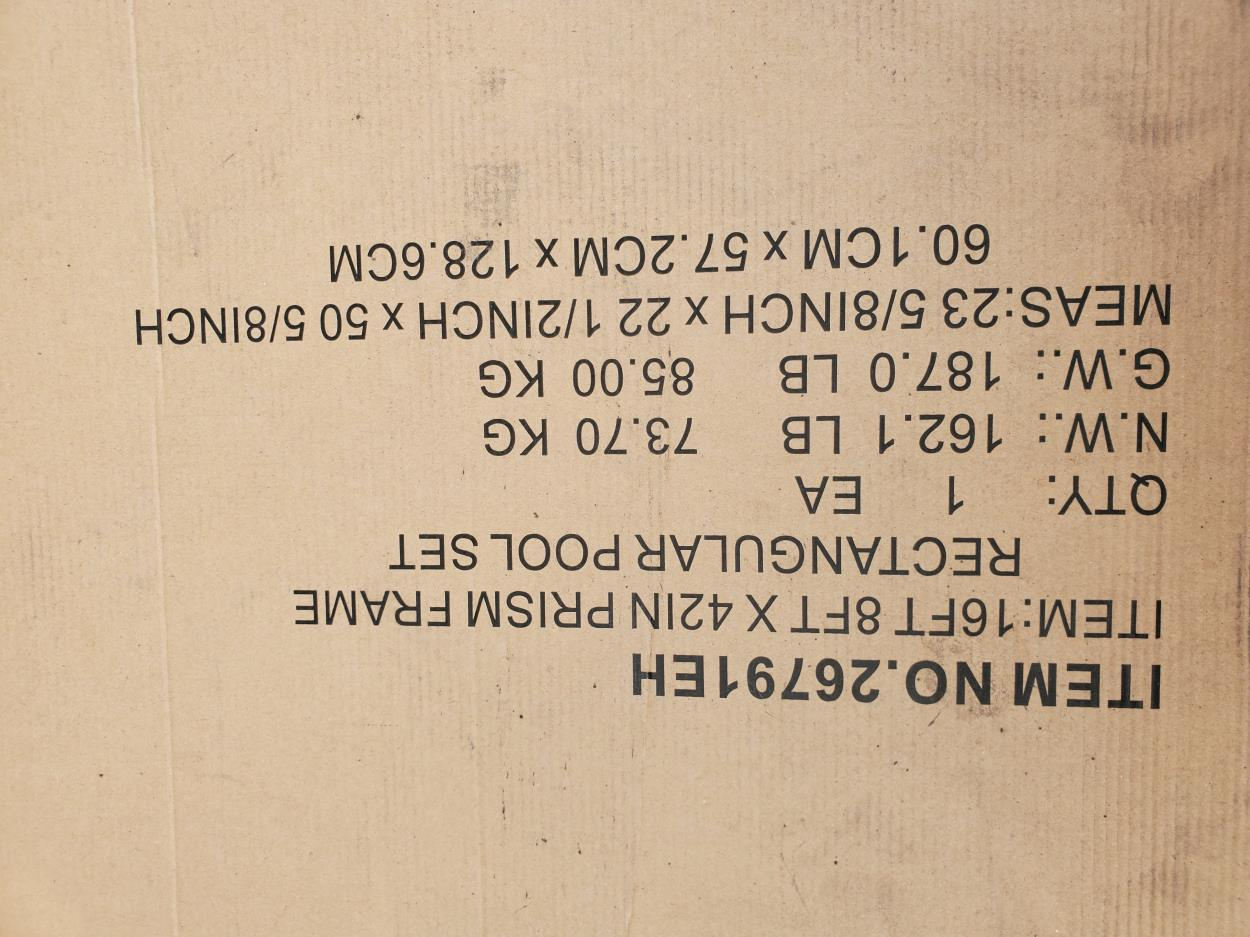 ITEM NO.26791EH
ITEM:16FT 8FT X 42IN PRISM FRAME
RECTANGULAR POOL SET
QTY: 1 EA
N.W.: 162.1 LB 73.70 KG
G.W.: 187.0 LB 85.00 KG
MEAS:23 5/8INCH x 22 1/2INCH x 50 5/8INCH
60.1CM x 57.2CM x 128.6CM